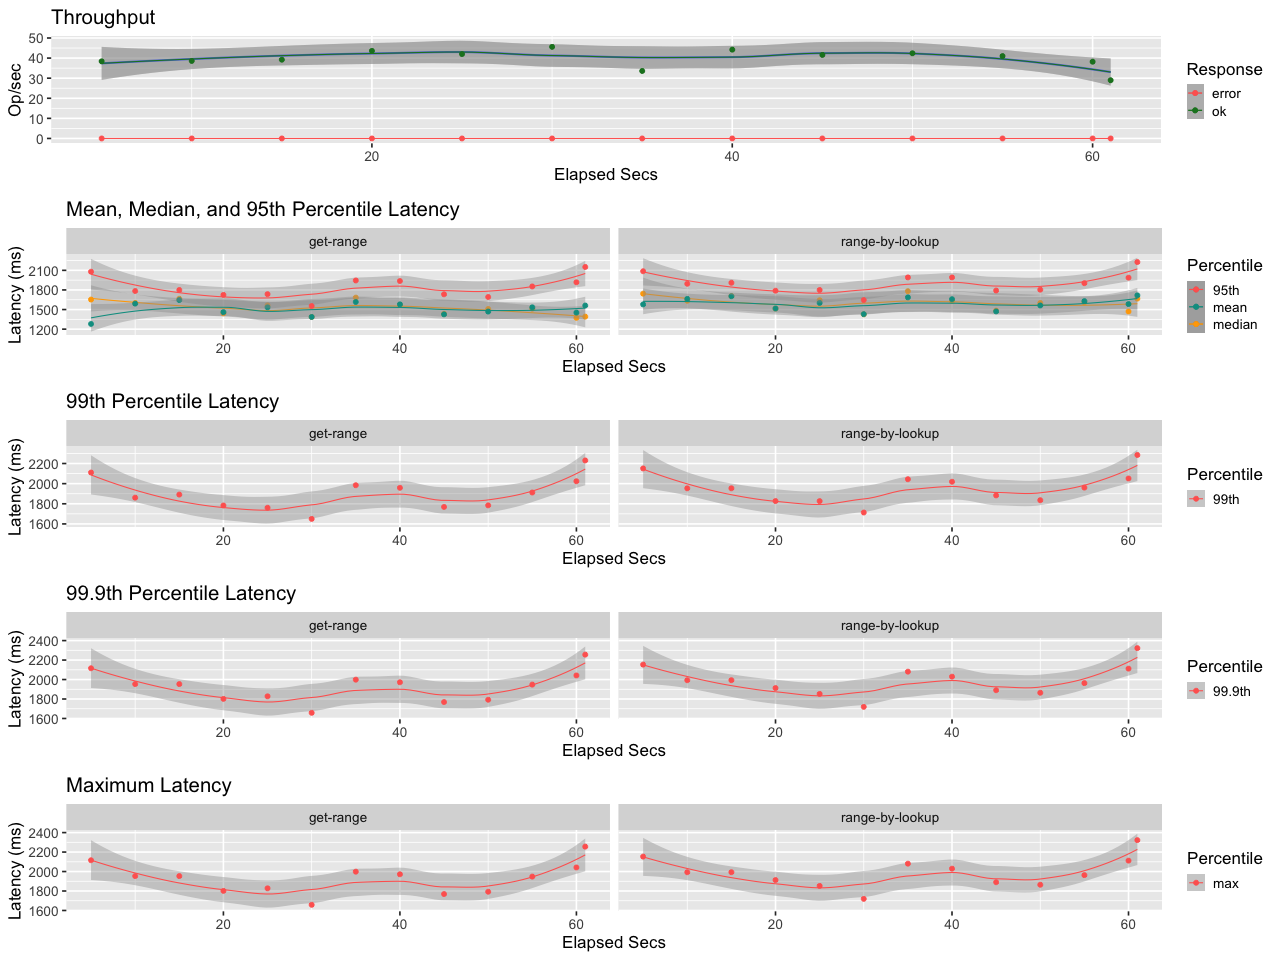 Throughput
50
40
30
20
10
0
Op/sec
20 40 60
Elapsed Secs
Response
error
ok
Mean, Median, and 95th Percentile Latency
get-range range-by-lookup
2100
1800
1500
1200
Latency (ms)
20 40 60 20 40 60
Elapsed Secs
Percentile
95th
mean
median
99th Percentile Latency
get-range range-by-lookup
2200
2000
1800
1600
Latency (ms)
20 40 60 20 40 60
Elapsed Secs
Percentile
99th
99.9th Percentile Latency
get-range range-by-lookup
2400
2200
2000
1800
1600
Latency (ms)
20 40 60 20 40 60
Elapsed Secs
Percentile
99.9th
Maximum Latency
get-range range-by-lookup
2400
2200
2000
1800
1600
Latency (ms)
20 40 60 20 40 60
Elapsed Secs
Percentile
max